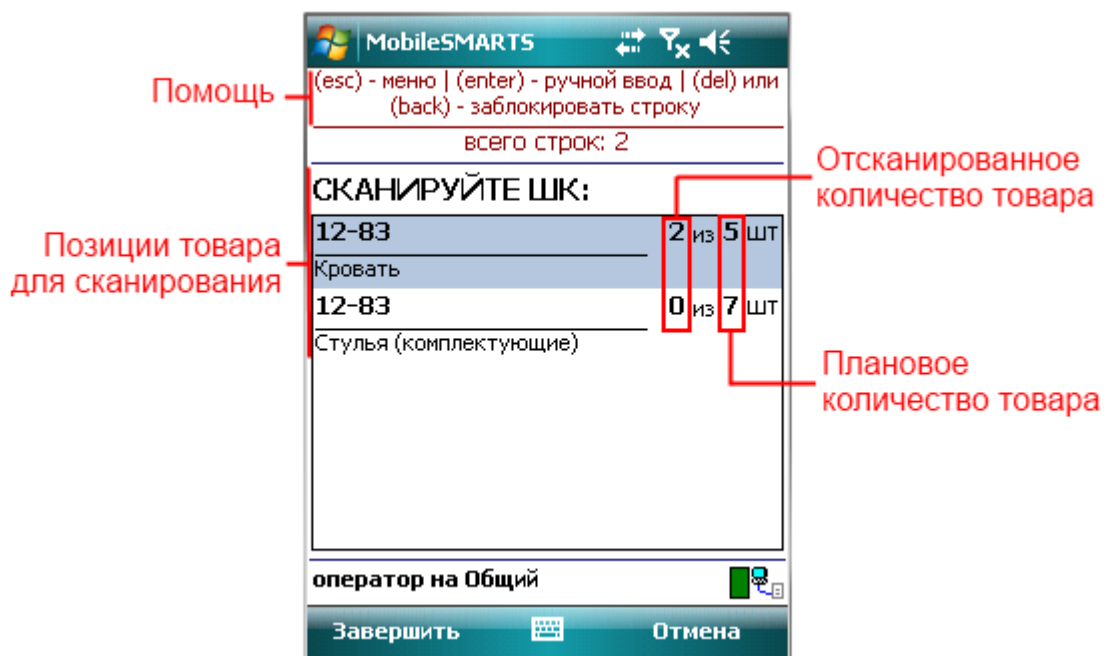 MobileSMARTS
Помощь
(esc) - меню | (enter) - ручной ввод | (del) или
(back) - заблокировать строку
всего строк: 2
Отсканированное
количество товара
СКАНИРУЙТЕ ШК:
Позиции товара
для сканирования
12-83 2 из 5 шт
Кровать
12-83 0 из 7 шт
Стулья (комплектующие)
Плановое
количество товара
оператор на Общий
Завершить Отмена